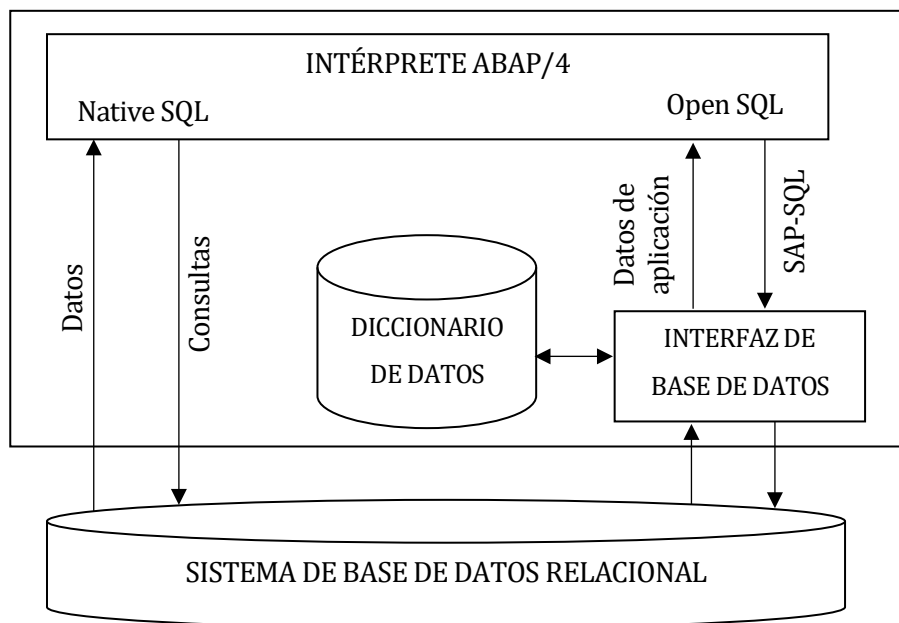 INTÉRPRETE ABAP/4
Native SQL
Open SQL
Datos
Consultas
Datos de
aplicación
SAP-SQL
DICCIONARIO
DE DATOS
INTERFAZ DE
BASE DE DATOS
SISTEMA DE BASE DE DATOS RELACIONAL